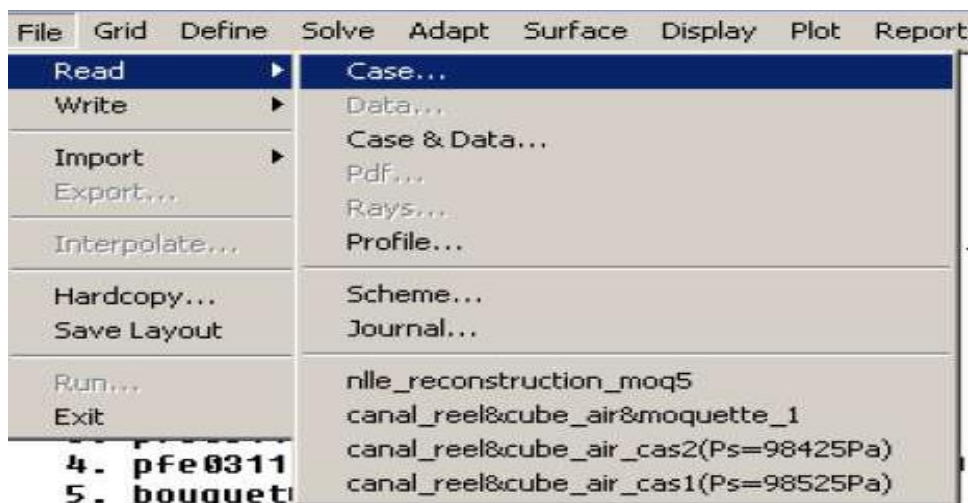 File Grid Define Solve Adapt Surface Display Plot Report
Read
Write
Import
Export...
Interpolate...
Hardcopy...
Save Layout
Run...
Exit
Case...
Data...
Case & Data...
Pdf...
Rays...
Profile...
Scheme...
Journal...
nlle_reconstruction_moq5
canal_reel&cube_air&moquette_1
canal_reel&cube_air_cas2(Ps=98425Pa)
canal_reel&cube_air_cas1(Ps=98525Pa)
4. pfe0311
5. bouquet